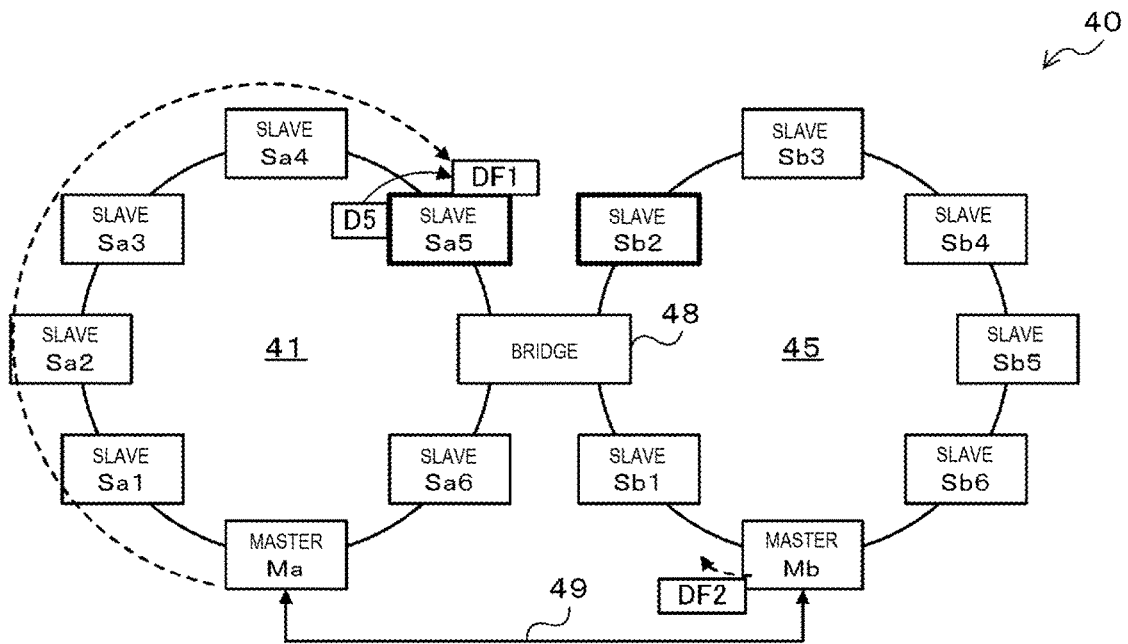 40
SLAVE
Sa4
SLAVE
Sb3
DF1
D5
SLAVE
Sa3
SLAVE
Sa5
SLAVE
Sb2
SLAVE
Sb4
48
SLAVE
Sa2
41
BRIDGE
45
SLAVE
Sb5
SLAVE
Sa1
SLAVE
Sa6
SLAVE
Sb1
SLAVE
Sb6
MASTER
Ma
MASTER
Mb
DF2
49